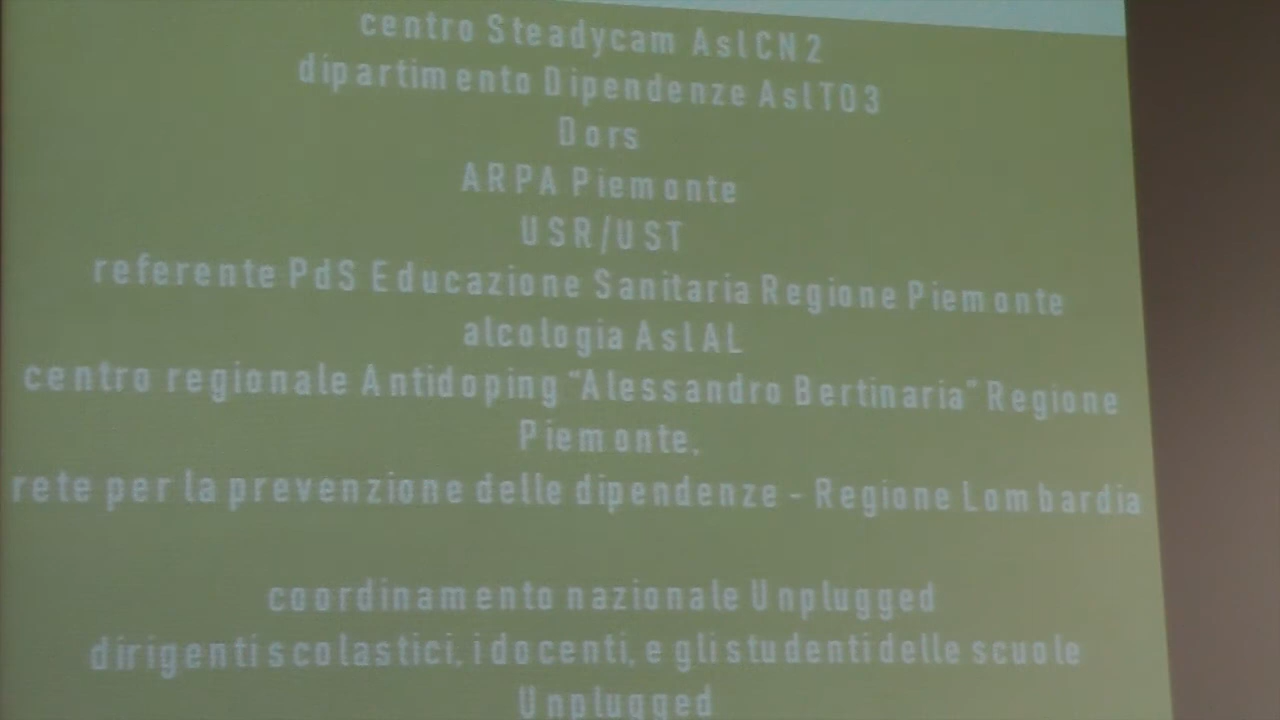 centro Steadycam AslCN2
dipartimento Dipendenze AslTO3
Dors
ARPA Piemonte
USR/UST
referente PdS Educazione Sanitaria Regione Piemonte
alcologia AslAL
centro regionale Antidoping “Alessandro Bertinaria” Regione
Piemonte,
rete per la prevenzione delle dipendenze - Regione Lombardia
coordinamento nazionale Unplugged
dirigenti scolastici, i docenti, e gli studenti delle scuole
Unplugged